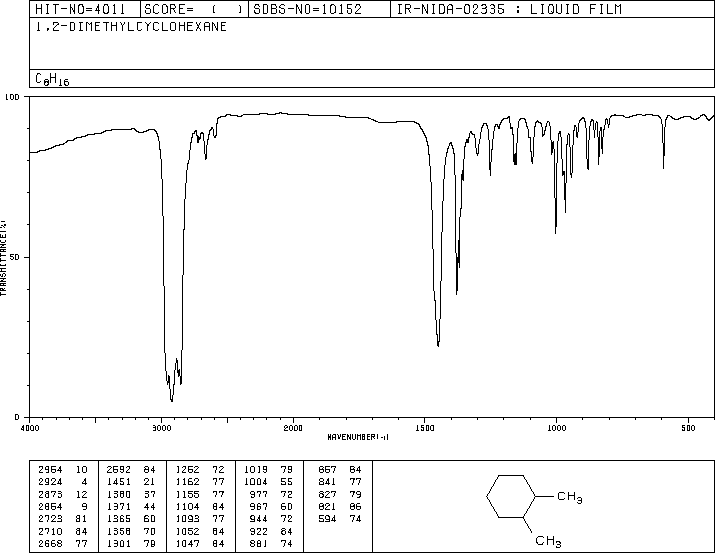 HIT-NO=4011 SCORE= ( ) SDBS-NO=10152 IR-NIDA-02335 : LIQUID FILM
1,2-DIMETHYLCYCLOHEXANE
C8H16
100
TRANSMITTANCE(%)
50
0
4000 3000 2000 1500 1000 500
WAVENUMBER(-1)
2954 10 2692 84 1252 72 1019 79 867 84
2924 4 1451 21 1162 77 1004 55 841 77
2873 12 1380 37 1155 77 977 72 827 79
2854 9 1371 44 1104 84 967 60 821 86
2723 81 1365 60 1093 77 944 72 594 74
2710 84 1358 70 1052 84 922 84
2668 77 1301 79 1047 84 881 74
CH3
CH3